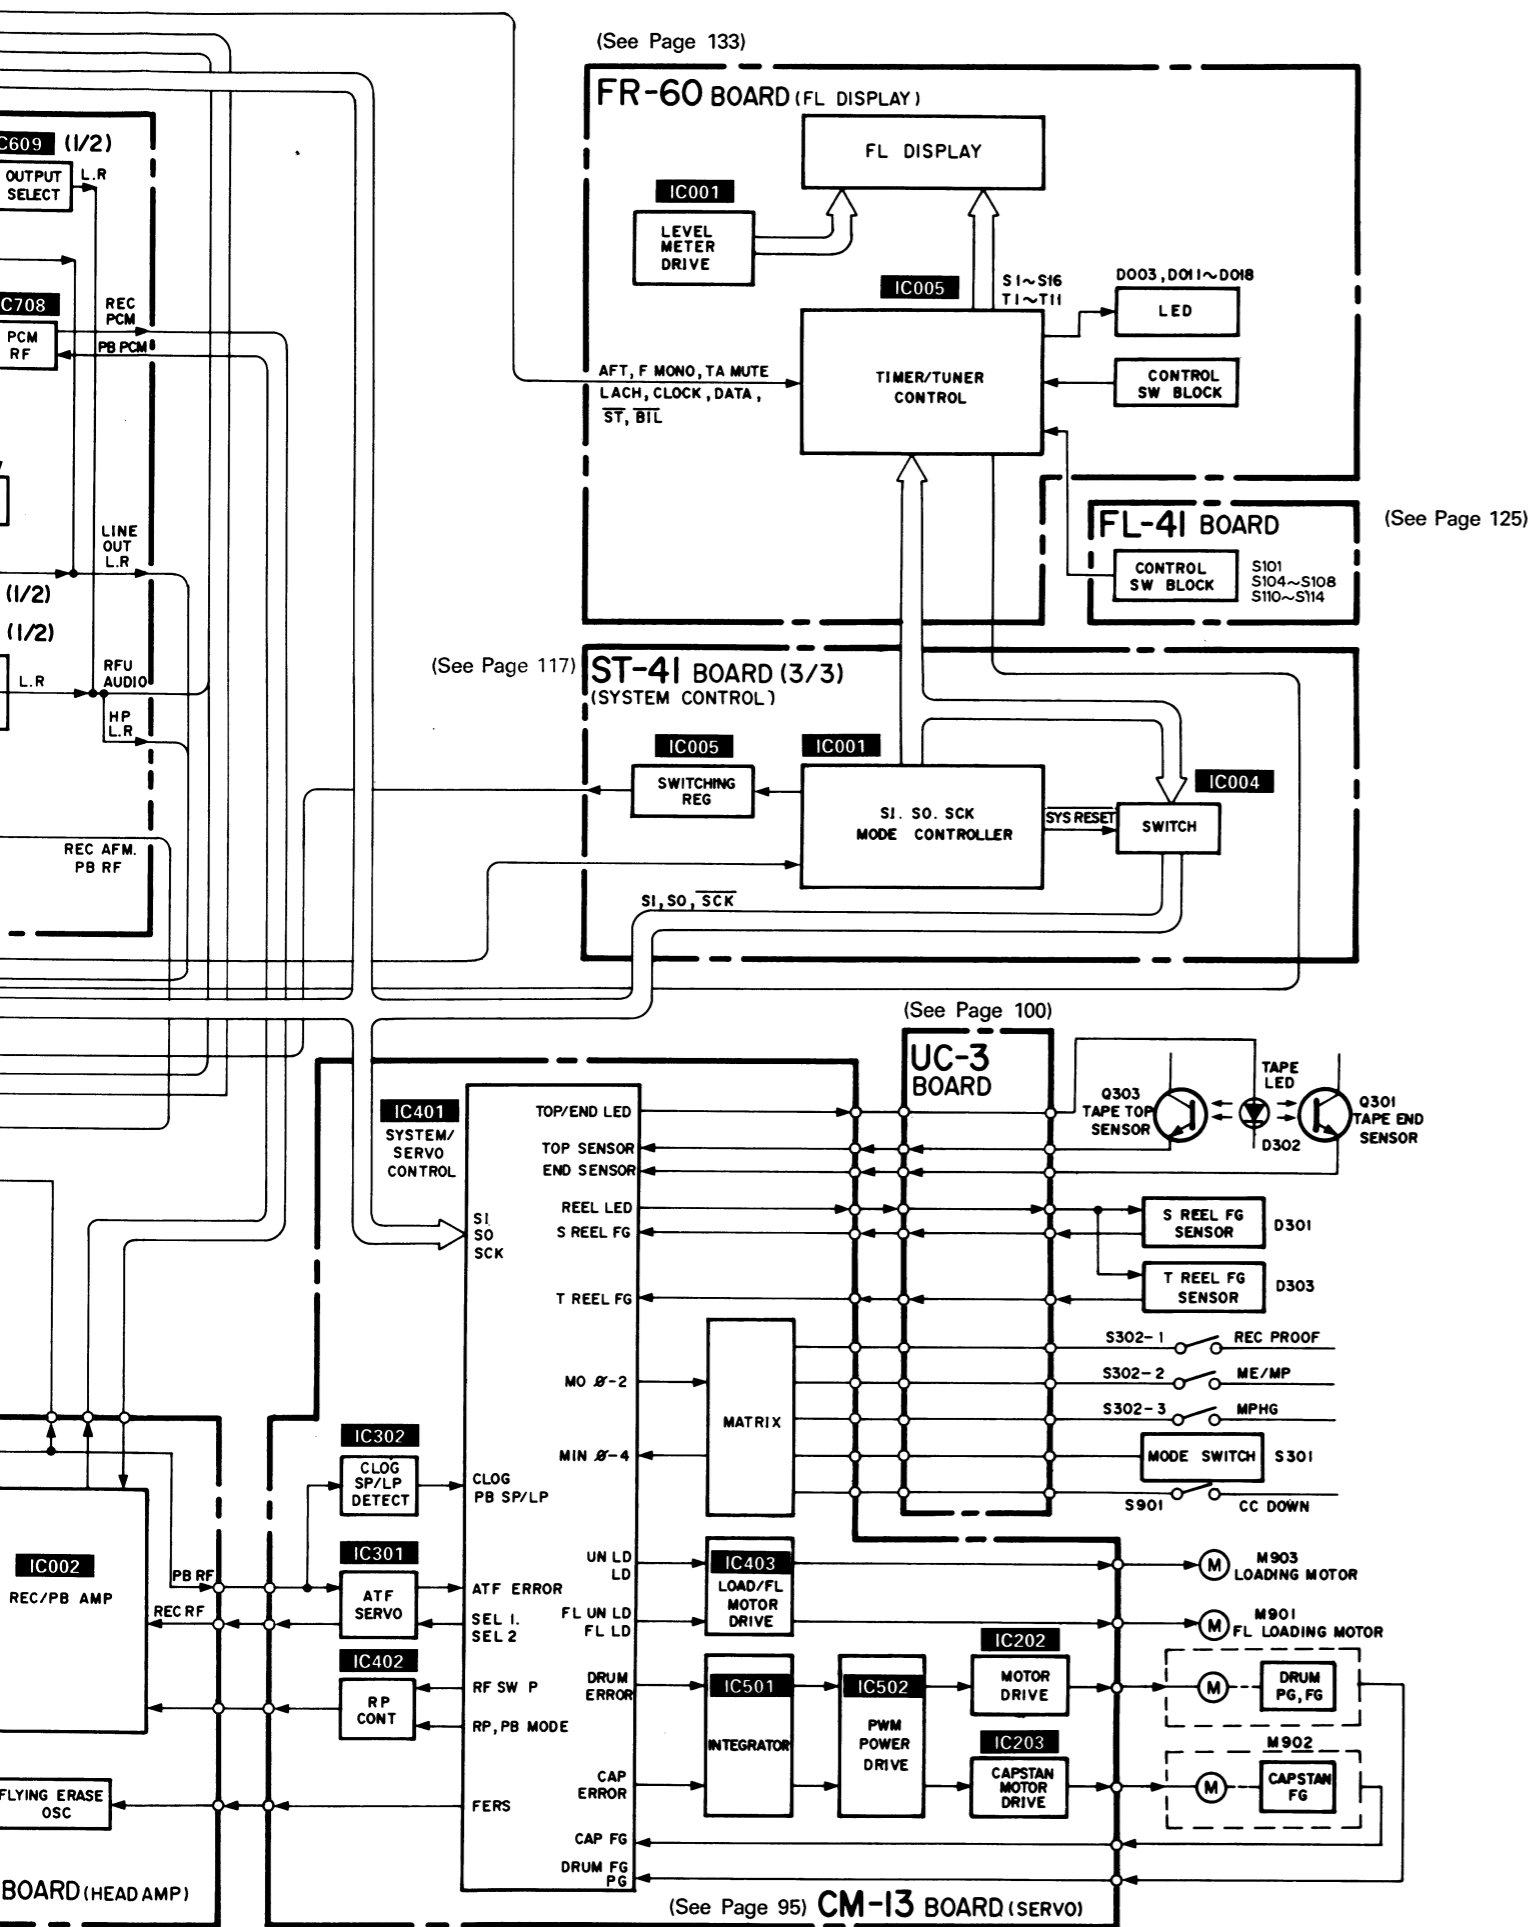 (See Page 133)
FR-60 BOARD (FL DISPLAY)
FL DISPLAY
IC001
LEVEL
METER
DRIVE
IC005
S1~S16
T1~T11
D003, D011~D018
LED
TIMER/TUNER
CONTROL
CONTROL
SW BLOCK
AFT, F MONO, TA MUTE
LACH, CLOCK, DATA,
ST, BIL
FL-41 BOARD
(See Page 125)
CONTROL
SW BLOCK
S101
S104~S108
S110~S114
C609 (1/2)
OUTPUT
SELECT
L.R
C708
REC
PCM
PCM
RF
PB PCM
LINE
OUT
L.R
(1/2)
(1/2)
L.R
RFU
AUDIO
HP
L.R
REC AFM.
PB RF
(See Page 117)
ST-41 BOARD (3/3)
(SYSTEM CONTROL)
IC005
SWITCHING
REG
IC001
SI. SO. SCK
MODE CONTROLLER
SYS RESET
IC004
SWITCH
SI, SO, SCK
(See Page 100)
UC-3
BOARD
IC401
SYSTEM/
SERVO
CONTROL
TOP/END LED
TOP SENSOR
END SENSOR
REEL LED
S REEL FG
T REEL FG
SI
SO
SCK
Q303
TAPE TOP
SENSOR
TAPE
LED
D302
Q301
TAPE END
SENSOR
S REEL FG
SENSOR
D301
T REEL FG
SENSOR
D303
MO Ø-2
MIN Ø-4
MATRIX
S302-1
REC PROOF
S302-2
ME/MP
S302-3
MPHG
MODE SWITCH
S301
S901
CC DOWN
IC302
CLOG
SP/LP
DETECT
CLOG
PB SP/LP
IC301
ATF
SERVO
ATF ERROR
SEL 1.
SEL 2
IC402
RP
CONT
RF SW P
RP, PB MODE
FERS
IC002
REC/PB AMP
PB RF
REC RF
FLYING ERASE
OSC
BOARD (HEAD AMP)
UN LD
LD
FL UN LD
FL LD
IC403
LOAD/FL
MOTOR
DRIVE
M
M903
LOADING MOTOR
M
M901
FL LOADING MOTOR
DRUM
ERROR
CAP
ERROR
IC501
INTEGRATOR
IC502
PWM
POWER
DRIVE
IC202
MOTOR
DRIVE
M
DRUM
PG, FG
IC203
CAPSTAN
MOTOR
DRIVE
M902
M
CAPSTAN
FG
CAP FG
DRUM FG
PG
(See Page 95) CM-13 BOARD (SERVO)